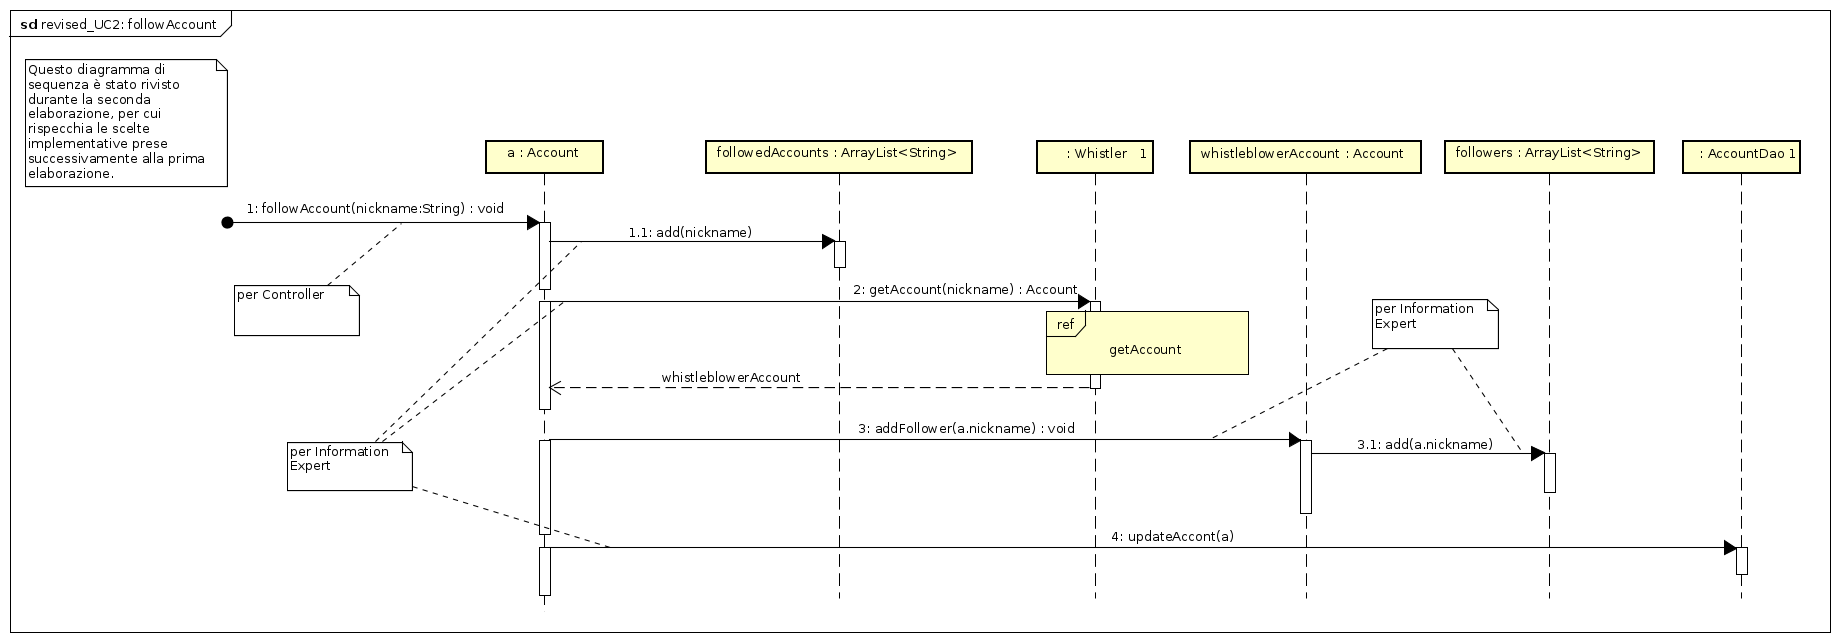 sd revised_UC2: followAccount
Questo diagramma di
sequenza è stato rivisto
durante la seconda
elaborazione, per cui
rispecchia le scelte
implementative prese
successivamente alla prima
elaborazione.
a : Account
followedAccounts : ArrayList<String>
: Whistler 1
whistleblowerAccount : Account
followers : ArrayList<String>
: AccountDao 1
1: followAccount(nickname:String) : void
1.1: add(nickname)
per Controller
2: getAccount(nickname) : Account
ref
getAccount
per Information
Expert
whistleblowerAccount
3: addFollower(a.nickname) : void
3.1: add(a.nickname)
per Information
Expert
4: updateAccont(a)